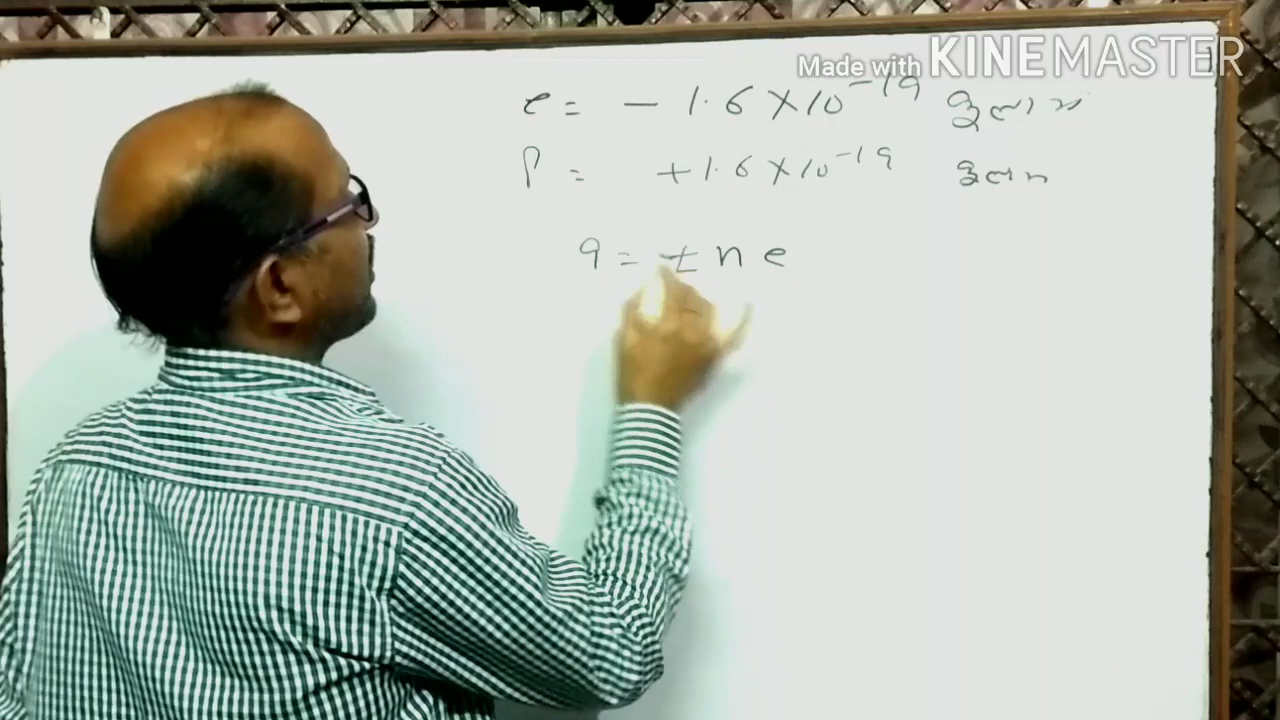 Made with KINEMASTER
e = - 1.6 X 10^-19
P = + 1.6 X 10^-19
q = ± n e